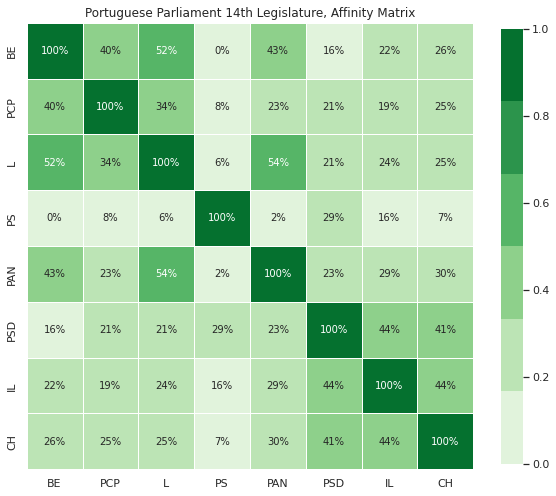 Portuguese Parliament 14th Legislature, Affinity Matrix
BE 100% 40% 52% 0% 43% 16% 22% 26%
PCP 40% 100% 34% 8% 23% 21% 19% 25%
L 52% 34% 100% 6% 54% 21% 24% 25%
PS 0% 8% 6% 100% 2% 29% 16% 7%
PAN 43% 23% 54% 2% 100% 23% 29% 30%
PSD 16% 21% 21% 29% 23% 100% 44% 41%
IL 22% 19% 24% 16% 29% 44% 100% 44%
CH 26% 25% 25% 7% 30% 41% 44% 100%
BE PCP L PS PAN PSD IL CH
1.0
0.8
0.6
0.4
0.2
0.0